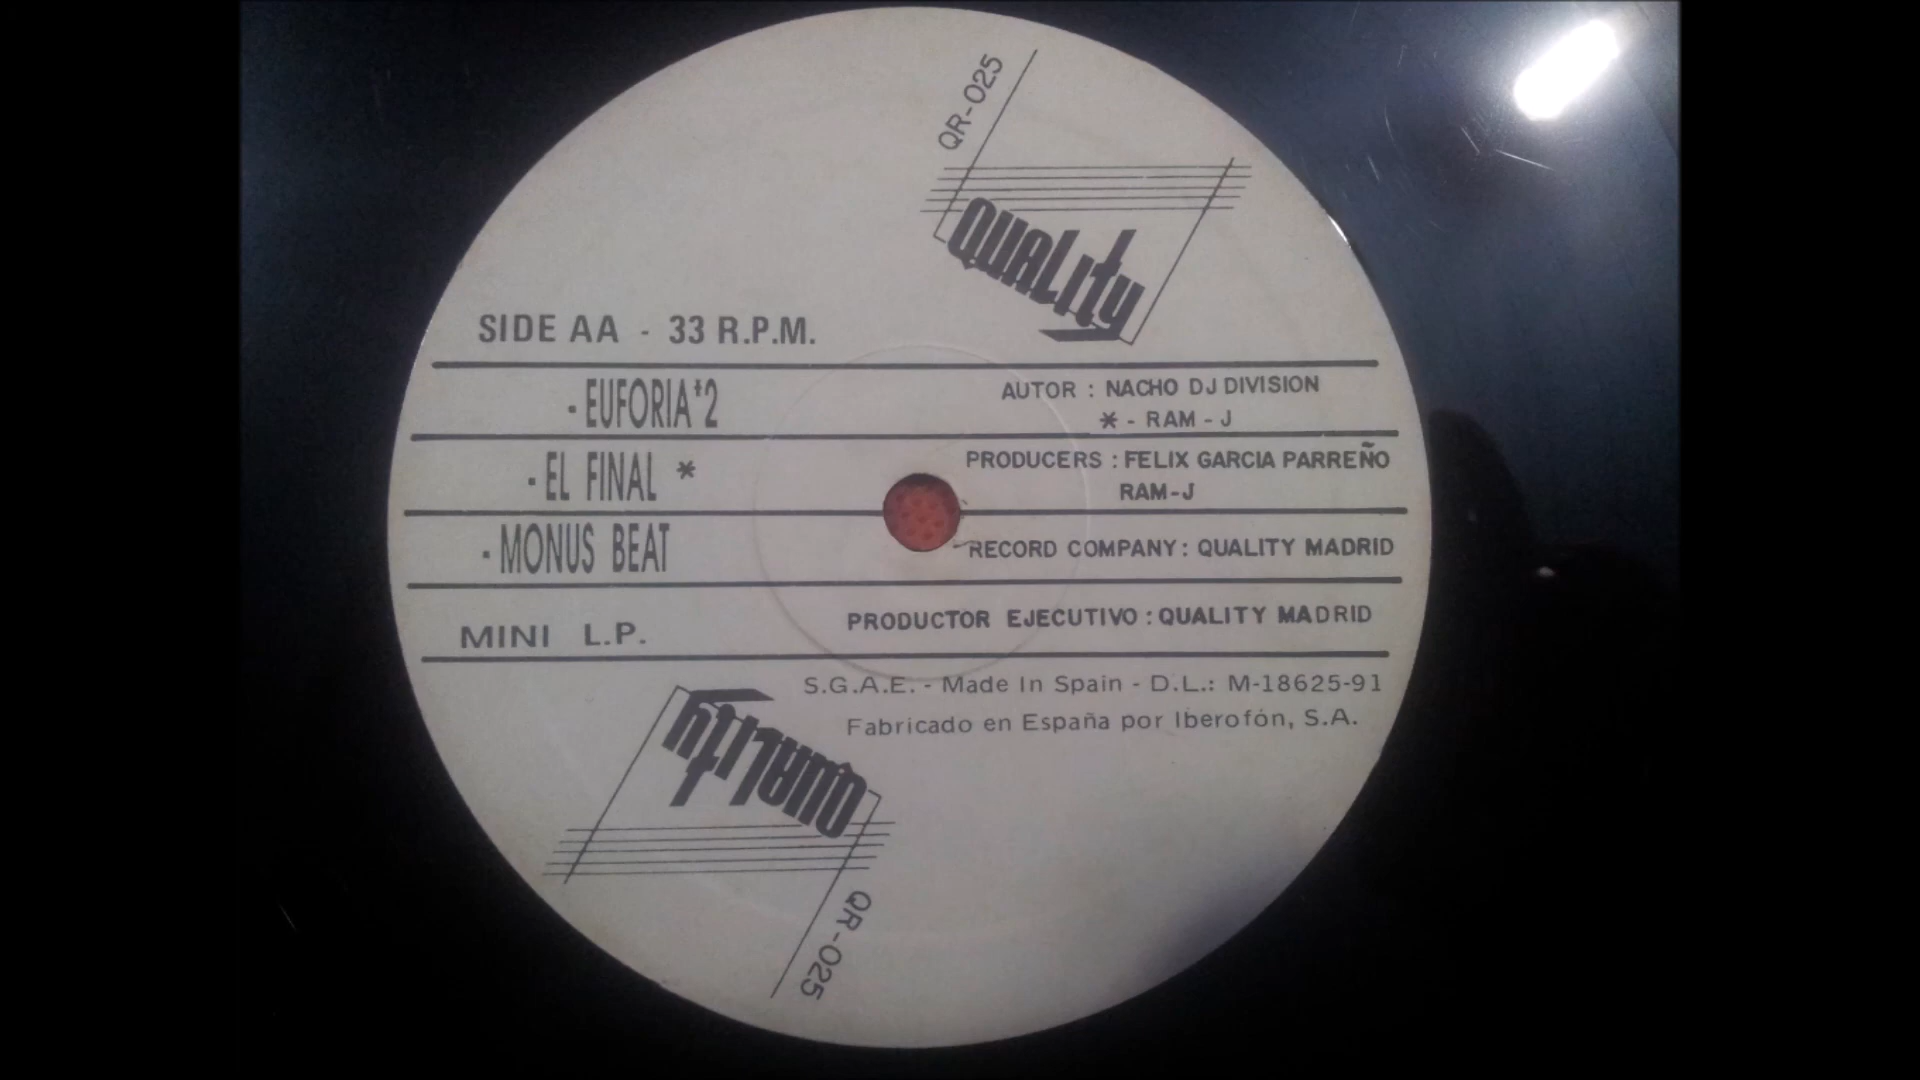 QR-025
QUALITY
SIDE AA - 33 R.P.M.
- EUFORIA+2
AUTOR : NACHO DJ DIVISION
* - RAM - J
- EL FINAL *
PRODUCERS : FELIX GARCIA PARREÑO
RAM-J
- MONUS BEAT
RECORD COMPANY : QUALITY MADRID
MINI L.P.
PRODUCTOR EJECUTIVO : QUALITY MADRID
S.G.A.E. - Made In Spain - D.L.: M-18625-91
Fabricado en España por Iberofón, S.A.
QUALITY
QR-025